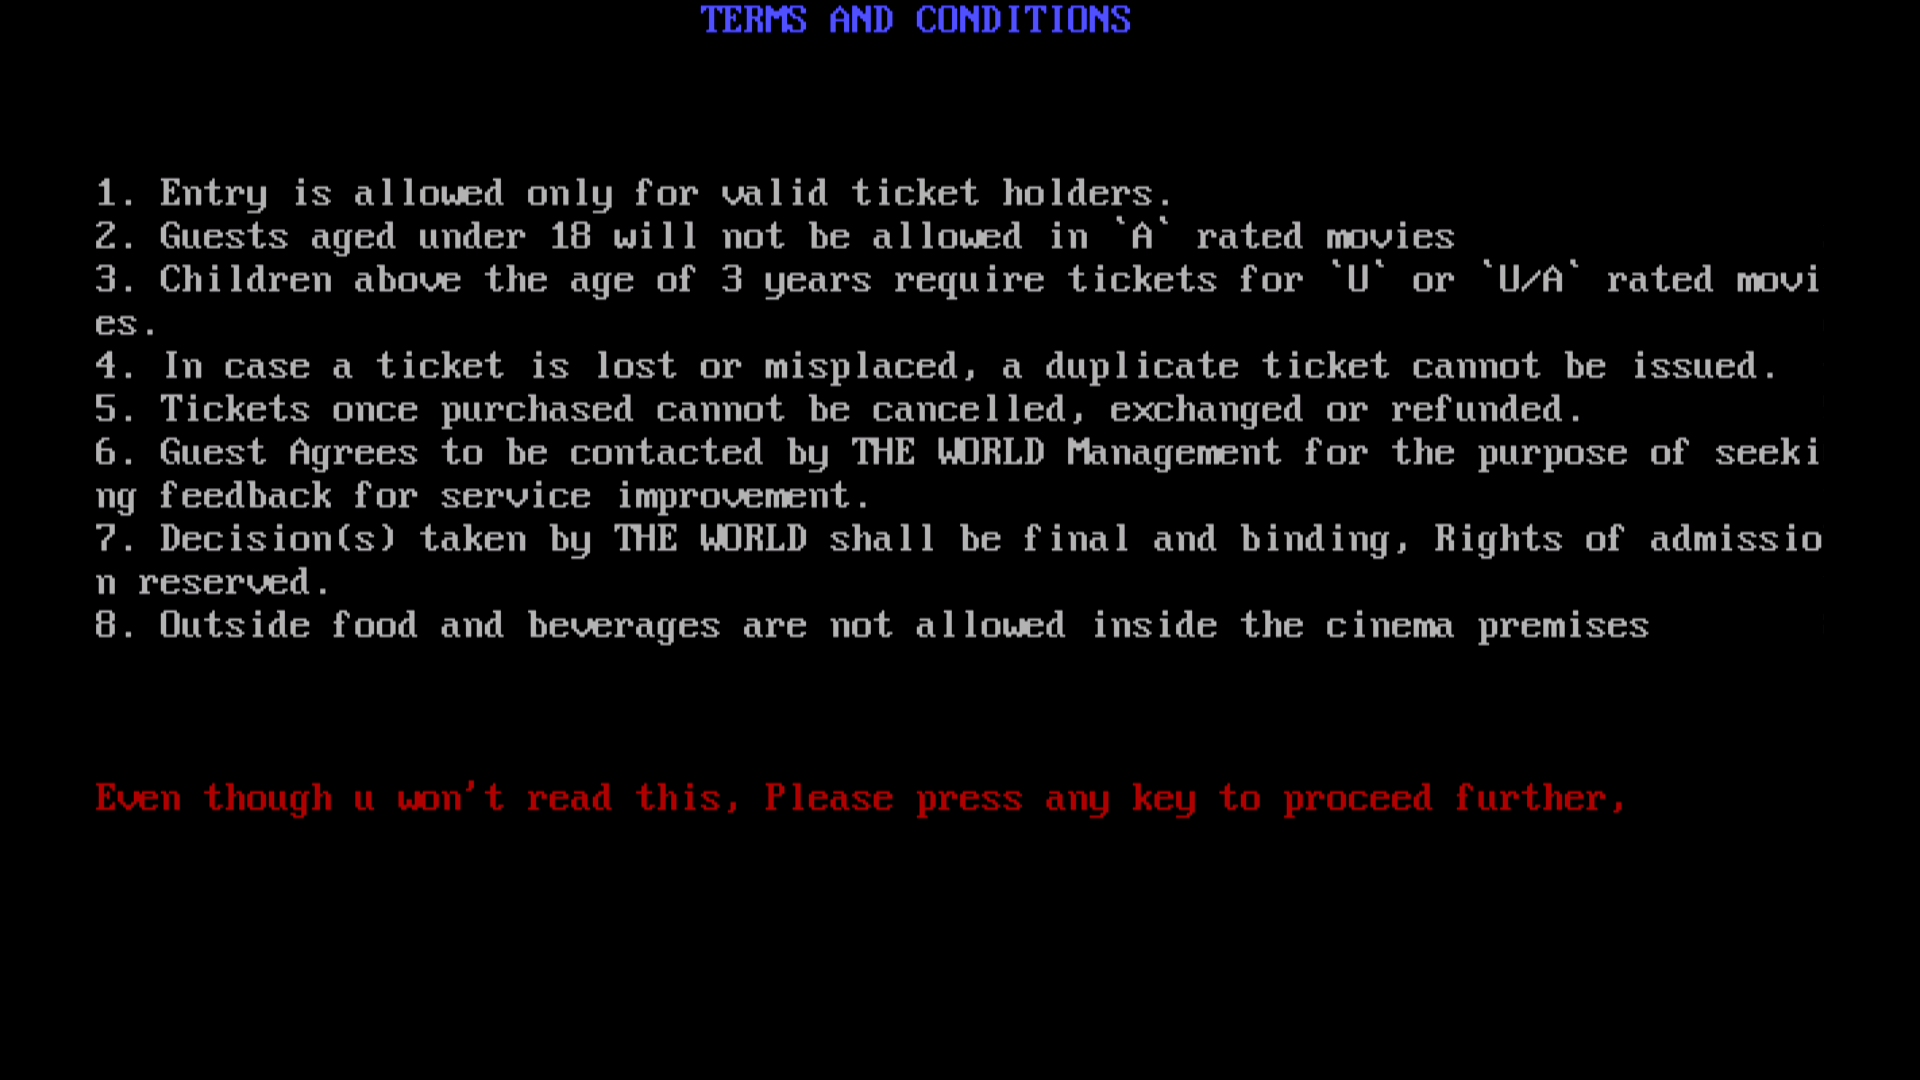 TERMS AND CONDITIONS
1. Entry is allowed only for valid ticket holders.
2. Guests aged under 18 will not be allowed in `A` rated movies
3. Children above the age of 3 years require tickets for `U` or `U/A` rated movi
es.
4. In case a ticket is lost or misplaced, a duplicate ticket cannot be issued.
5. Tickets once purchased cannot be cancelled, exchanged or refunded.
6. Guest Agrees to be contacted by THE WORLD Management for the purpose of seeki
ng feedback for service improvement.
7. Decision(s) taken by THE WORLD shall be final and binding, Rights of admissio
n reserved.
8. Outside food and beverages are not allowed inside the cinema premises
Even though u won't read this, Please press any key to proceed further,